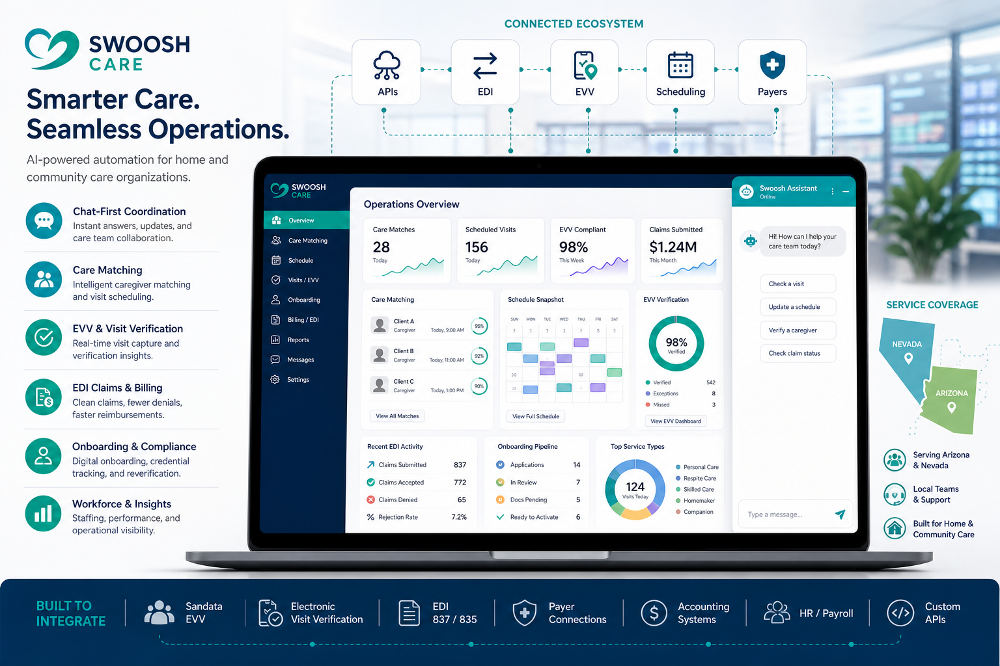 SWOOSH
CARE
Smarter Care.
Seamless Operations.
AI-powered automation for home and
community care organizations.
Chat-First Coordination
Instant answers, updates, and
care team collaboration.
Care Matching
Intelligent caregiver matching
and visit scheduling.
EVV & Visit Verification
Real-time visit capture and
verification insights.
EDI Claims & Billing
Clean claims, fewer denials,
faster reimbursements.
Onboarding & Compliance
Digital onboarding, credential
tracking, and reverification.
Workforce & Insights
Staffing, performance, and
operational visibility.
CONNECTED ECOSYSTEM
APIs
EDI
EVV
Scheduling
Payers
SWOOSH
CARE
Overview
Care Matching
Schedule
Visits / EVV
Onboarding
Billing / EDI
Reports
Messages
Settings
Operations Overview
Care Matches
28
Today
Scheduled Visits
156
Today
EVV Compliant
98%
This Week
Claims Submitted
$1.24M
This Month
Care Matching
Client A
Caregiver
Today, 9:00 AM
95%
Client B
Caregiver
Today, 11:00 AM
92%
Client C
Caregiver
Today, 1:00 PM
90%
View All Matches
Schedule Snapshot
SUN MON TUE WED THU FRI SAT
View Full Schedule
EVV Verification
98%
Verified
Verified 542
Exceptions 8
Missed 3
View EVV Dashboard
Recent EDI Activity
Claims Submitted 837
Claims Accepted 772
Claims Denied 65
% Rejection Rate 7.2%
Onboarding Pipeline
Applications 14
In Review 7
Docs Pending 5
Ready to Activate 6
Top Service Types
124
Visits Today
Personal Care
Respite Care
Skilled Care
Homemaker
Companion
Swoosh Assistant
Online
Hi! How can I help your
care team today?
Check a visit
Update a schedule
Verify a caregiver
Check claim status
Type a message...
SERVICE COVERAGE
NEVADA
ARIZONA
Serving Arizona
& Nevada
Local Teams
& Support
Built for Home &
Community Care
BUILT TO
INTEGRATE
Sandata
EVV
Electronic
Visit Verification
EDI
837 / 835
Payer
Connections
Accounting
Systems
HR / Payroll
Custom
APIs